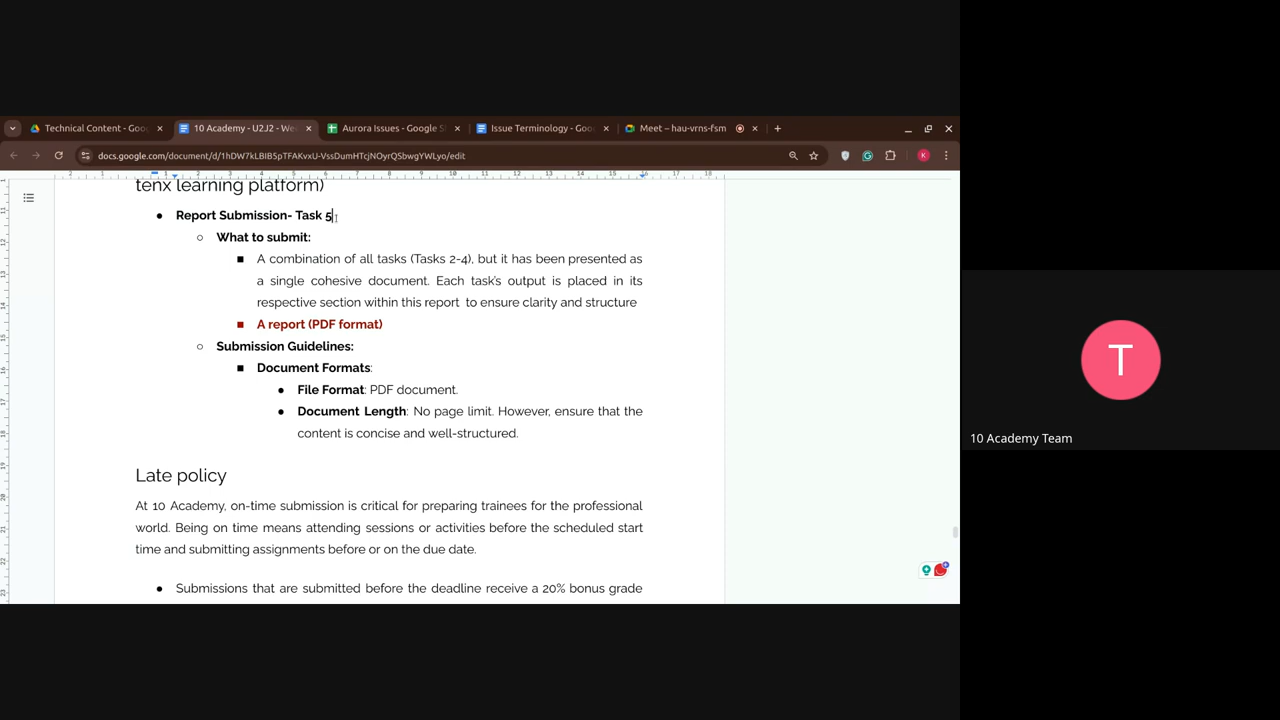 Technical Content - Goo
10 Academy - U2J2 - We
Aurora Issues - Google S
Issue Terminology - Goo
Meet – hau-vrns-fsm
docs.google.com/document/d/1hDW7kLBIB5pTFAKvxU-VssDumHTcjNOyrQSbwgYWLyo/edit
K
tenx learning platform)
● Report Submission- Task 5
○ What to submit:
■ A combination of all tasks (Tasks 2-4), but it has been presented as
a single cohesive document. Each task's output is placed in its
respective section within this report to ensure clarity and structure
■ A report (PDF format)
○ Submission Guidelines:
■ Document Formats:
● File Format: PDF document.
● Document Length: No page limit. However, ensure that the
content is concise and well-structured.
Late policy
At 10 Academy, on-time submission is critical for preparing trainees for the professional
world. Being on time means attending sessions or activities before the scheduled start
time and submitting assignments before or on the due date.
● Submissions that are submitted before the deadline receive a 20% bonus grade
T
10 Academy Team